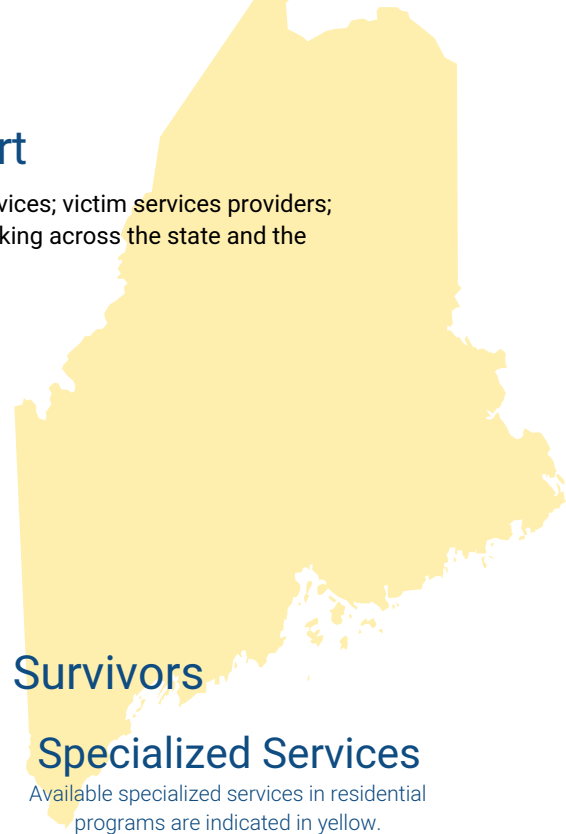 rt
vices; victim services providers;
king across the state and the
Survivors
Specialized Services
Available specialized services in residential
programs are indicated in yellow.